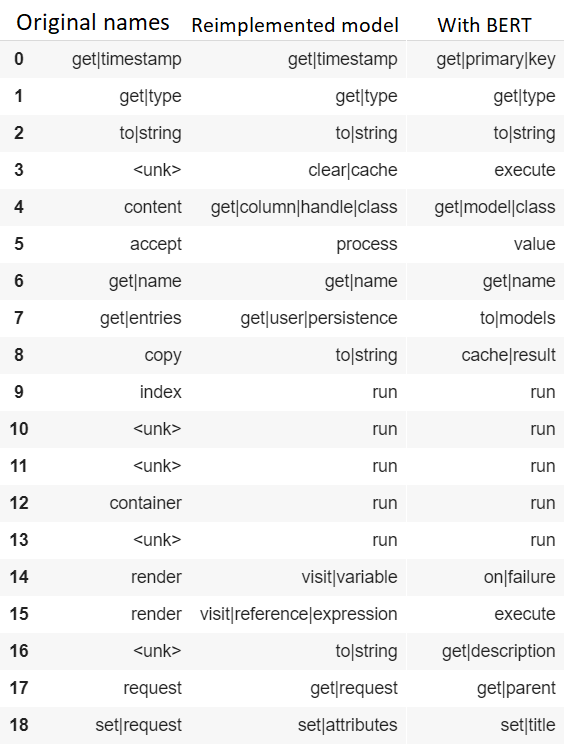 Original names Reimplemented model With BERT
0 get|timestamp get|timestamp get|primary|key
1 get|type get|type get|type
2 to|string to|string to|string
3 <unk> clear|cache execute
4 content get|column|handle|class get|model|class
5 accept process value
6 get|name get|name get|name
7 get|entries get|user|persistence to|models
8 copy to|string cache|result
9 index run run
10 <unk> run run
11 <unk> run run
12 container run run
13 <unk> run run
14 render visit|variable on|failure
15 render visit|reference|expression execute
16 <unk> to|string get|description
17 request get|request get|parent
18 set|request set|attributes set|title